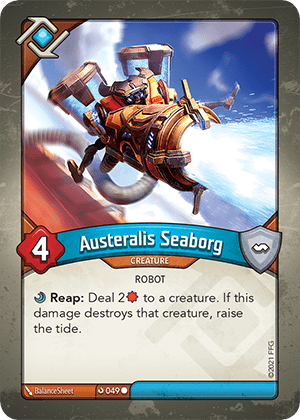 Austeralis Seaborg
4
CREATURE
ROBOT
Reap: Deal 2 to a creature. If this
damage destroys that creature, raise
the tide.
©2021 FFG
BalanceSheet
049